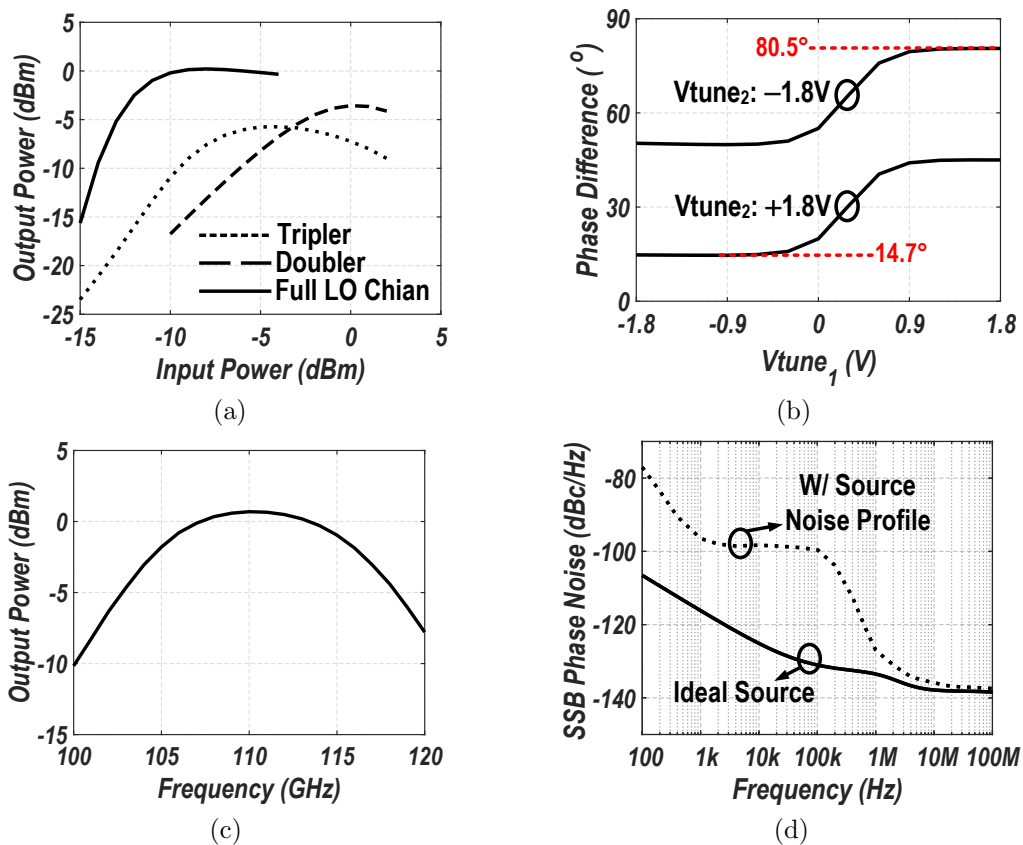 Output Power (dBm)
5
0
-5
-10
-15
-20
-25
Tripler
Doubler
Full LO Chian
-15
-10
-5
0
5
Input Power (dBm)
(a)
Phase Difference ( ⁰)
90
60
30
0
80.5°
Vtune₂: −1.8V
Vtune₂: +1.8V
14.7°
-1.8
-0.9
0
0.9
1.8
Vtune₁ (V)
(b)
Output Power (dBm)
5
0
-5
-10
-15
100
105
110
115
120
Frequency (GHz)
(c)
SSB Phase Noise (dBc/Hz)
-80
-100
-120
-140
W/ Source
Noise Profile
Ideal Source
100
1k
10k
100k
1M
10M
100M
Frequency (Hz)
(d)